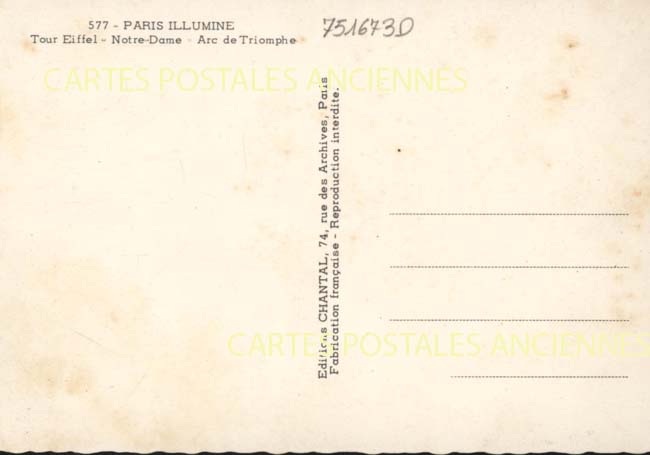 577 - PARIS ILLUMINE
Tour Eiffel - Notre-Dame - Arc de Triomphe
751673D
CARTES POSTALES ANCIENNES
Editions CHANTAL, 74, rue des Archives, Paris
Fabrication française - Reproduction interdite.
CARTES POSTALES ANCIENNES